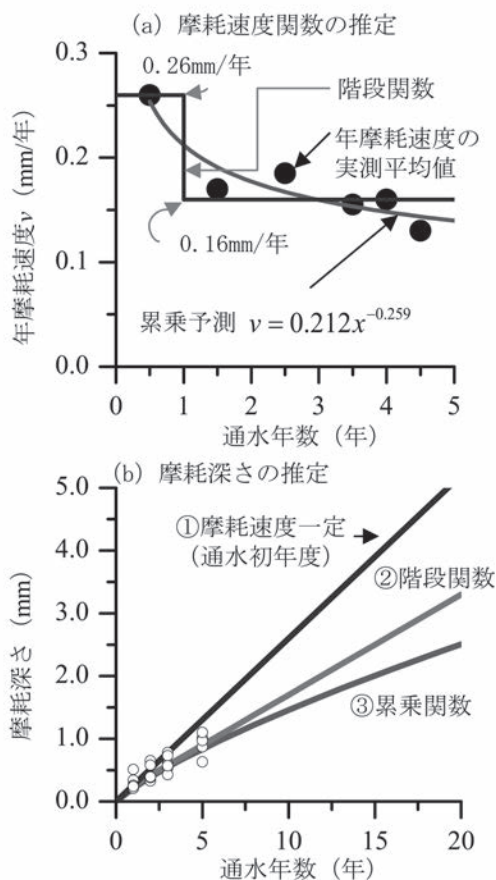 (a) 摩耗速度関数の推定
0.3
0.2
0.1
0.0
年摩耗速度v (mm/年)
0.26mm/年
階段関数
年摩耗速度の
実測平均値
0.16mm/年
累乗予測 v = 0.212x^-0.259
0 1 2 3 4 5
通水年数 (年)
(b) 摩耗深さの推定
5.0
4.0
3.0
2.0
1.0
0.0
摩耗深さ (mm)
①摩耗速度一定
(通水初年度)
②階段関数
③累乗関数
0 5 10 15 20
通水年数 (年)